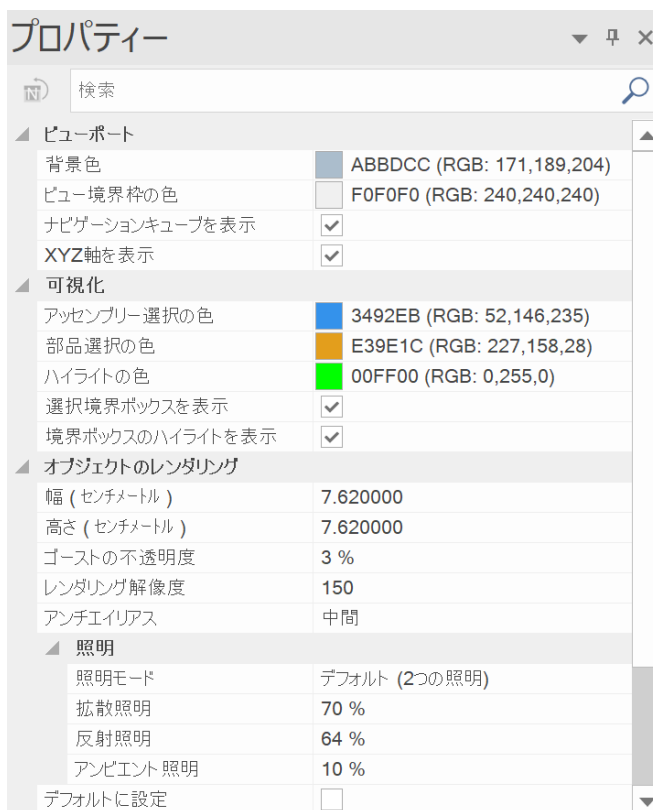 プロパティー
検索
ビューポート
背景色 ABBDCC (RGB: 171,189,204)
ビュー境界枠の色 F0F0F0 (RGB: 240,240,240)
ナビゲーションキューブを表示
XYZ軸を表示
可視化
アッセンブリー選択の色 3492EB (RGB: 52,146,235)
部品選択の色 E39E1C (RGB: 227,158,28)
ハイライトの色 00FF00 (RGB: 0,255,0)
選択境界ボックスを表示
境界ボックスのハイライトを表示
オブジェクトのレンダリング
幅 ( センチメートル ) 7.620000
高さ ( センチメートル ) 7.620000
ゴーストの不透明度 3 %
レンダリング解像度 150
アンチエイリアス 中間
照明
照明モード デフォルト (2つの照明)
拡散照明 70 %
反射照明 64 %
アンビエント照明 10 %
デフォルトに設定